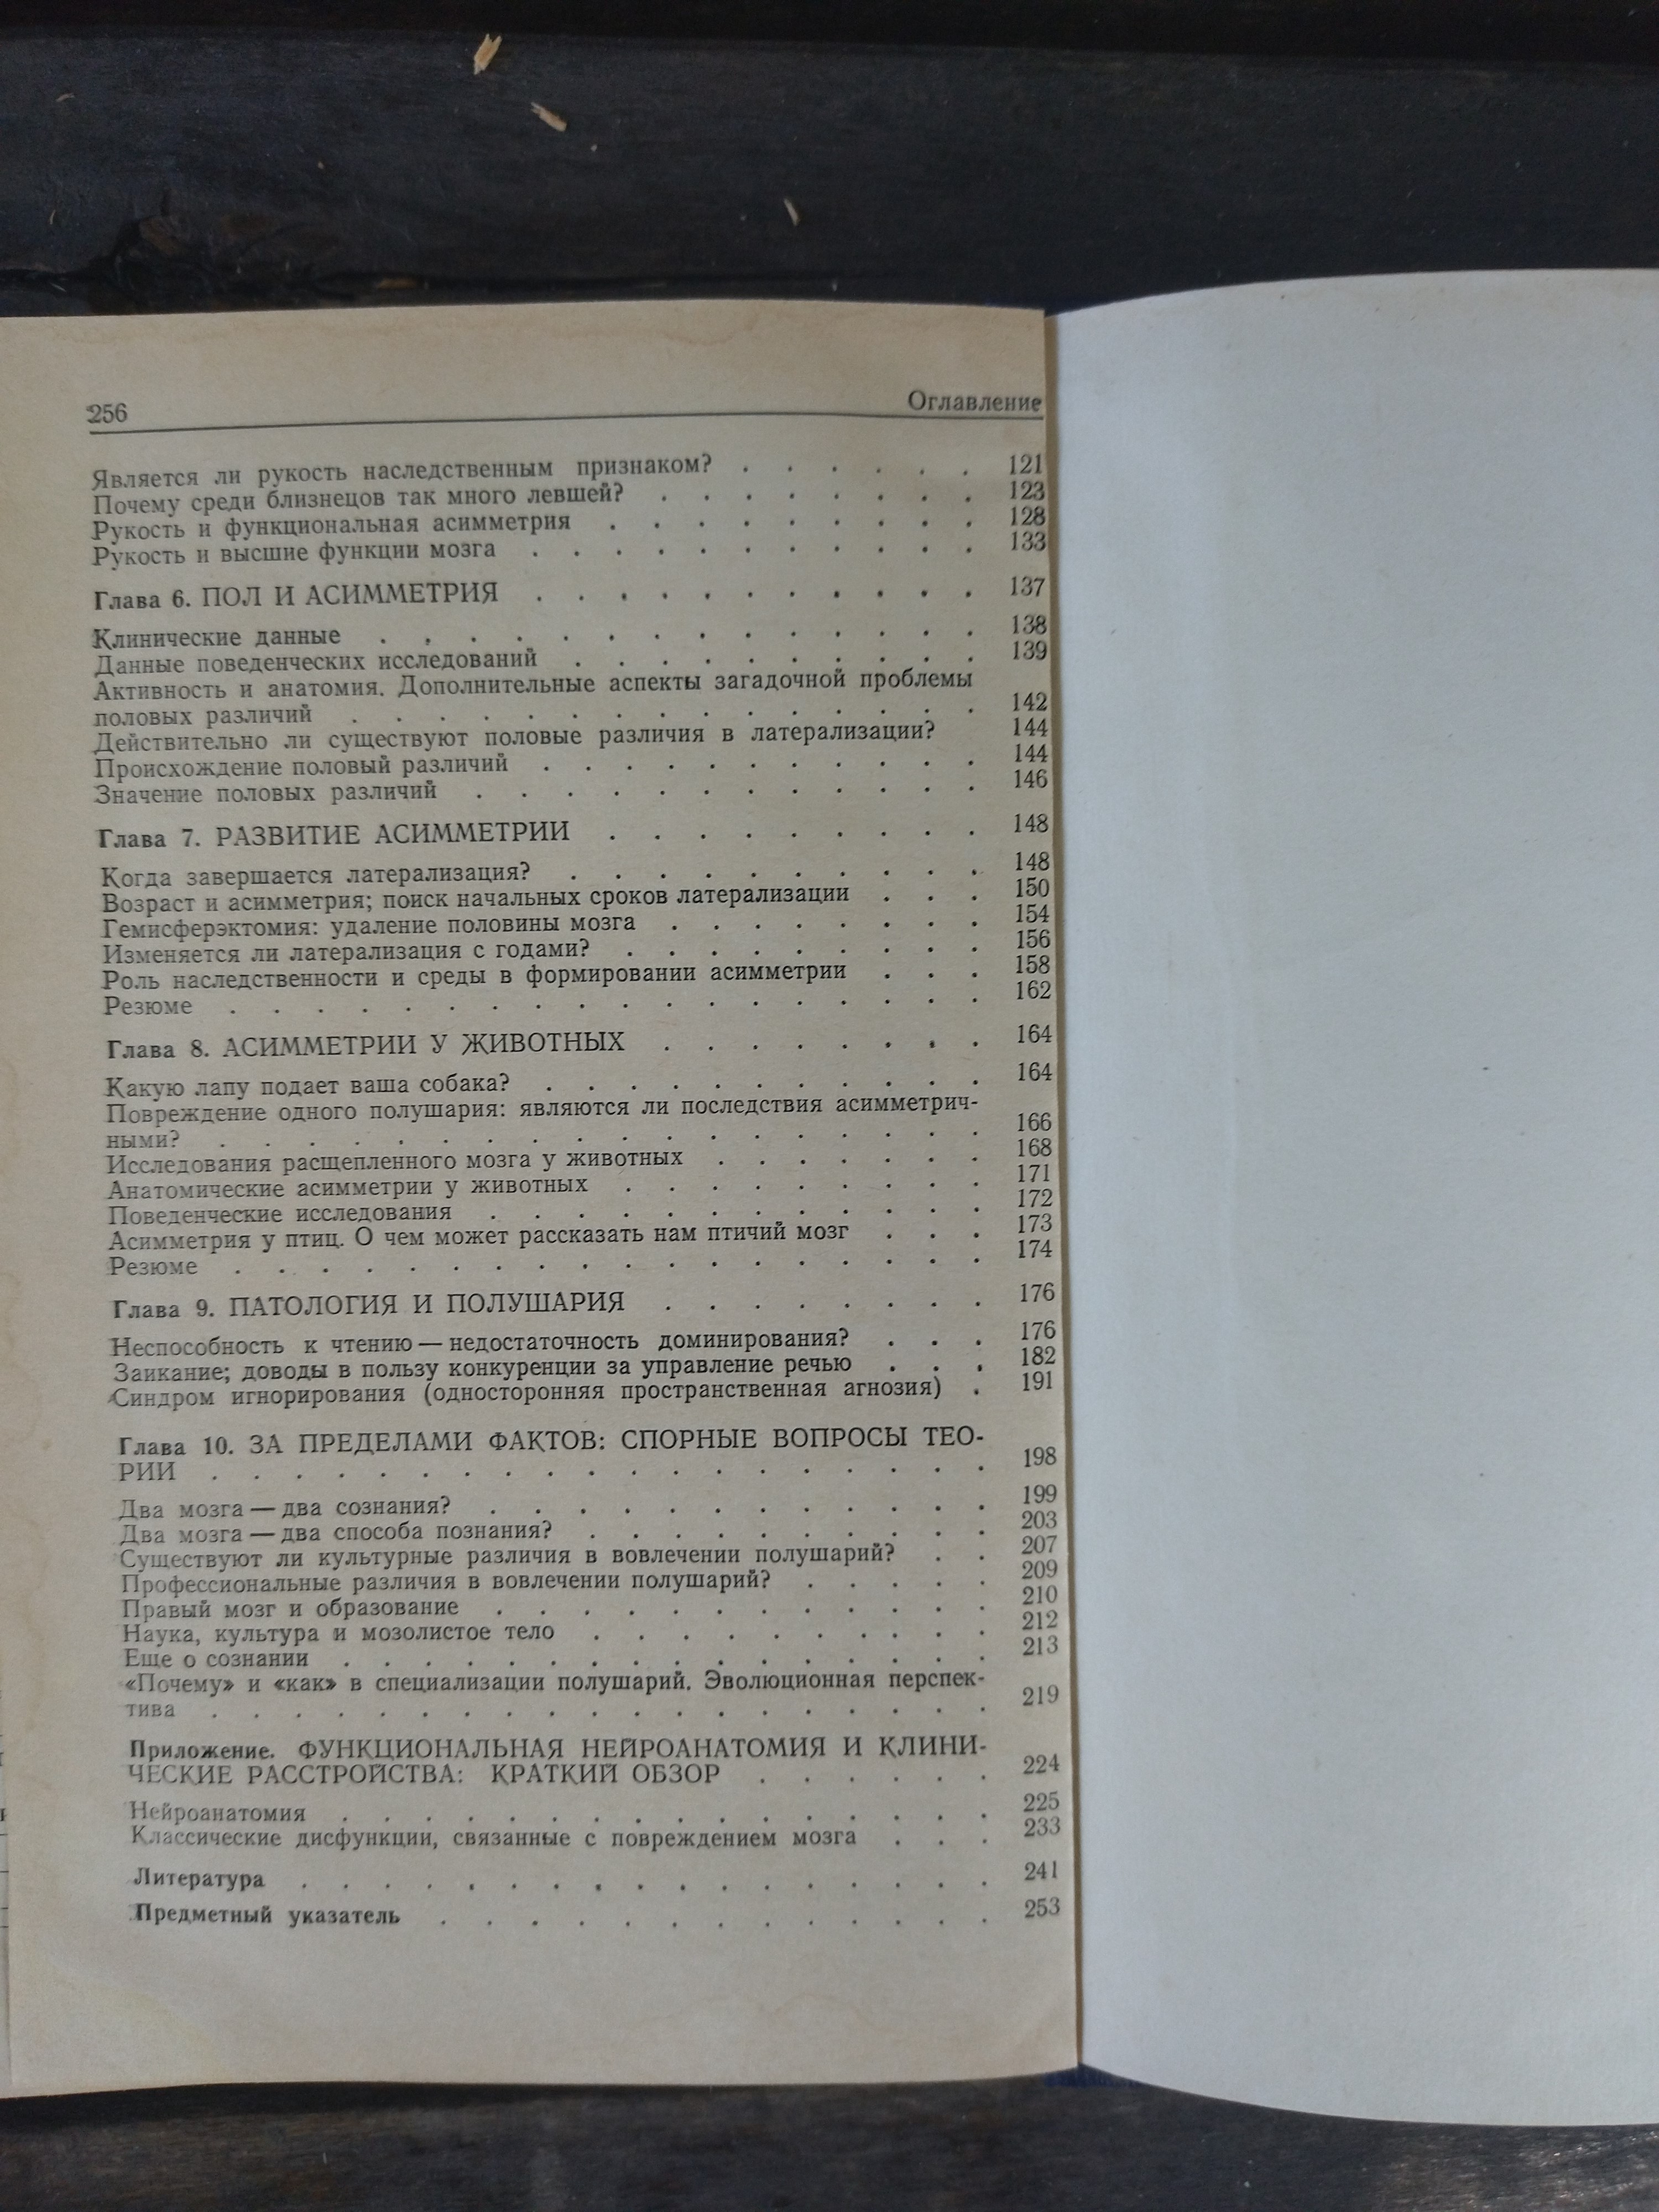 256 Оглавление
Является ли рукость наследственным признаком? . . . . . . 121
Почему среди близнецов так много левшей? . . . . . . . . 123
Рукость и функциональная асимметрия . . . . . . . . . 128
Рукость и высшие функции мозга . . . . . . . . . . . 133
Глава 6. ПОЛ И АСИММЕТРИЯ . . . . . . . . . . . 137
Клинические данные . . . . . . . . . . . . . 138
Данные поведенческих исследований . . . . . . . . . . 139
Активность и анатомия. Дополнительные аспекты загадочной проблемы
половых различий . . . . . . . . . . . . . . . 142
Действительно ли существуют половые различия в латерализации? 144
Происхождение половый различий . . . . . . . . . . . 144
Значение половых различий . . . . . . . . . . . . 146
Глава 7. РАЗВИТИЕ АСИММЕТРИИ . . . . . . . . . 148
Когда завершается латерализация? . . . . . . . . . . 148
Возраст и асимметрия; поиск начальных сроков латерализации . . . 150
Гемисферэктомия: удаление половины мозга . . . . . . . . 154
Изменяется ли латерализация с годами? . . . . . . . . . 156
Роль наследственности и среды в формировании асимметрии . . . 158
Резюме . . . . . . . . . . . . . . . . . . 162
Глава 8. АСИММЕТРИИ У ЖИВОТНЫХ . . . . . . . . 164
Какую лапу подает ваша собака? . . . . . . . . . . . 164
Повреждение одного полушария: являются ли последствия асимметрич-
ными? . . . . . . . . . . . . . . . . . . 166
Исследования расщепленного мозга у животных . . . . . . . 168
Анатомические асимметрии у животных . . . . . . . . . 171
Поведенческие исследования . . . . . . . . . . . . 172
Асимметрия у птиц. О чем может рассказать нам птичий мозг . . . 173
Резюме . . . . . . . . . . . . . . . . . . 174
Глава 9. ПАТОЛОГИЯ И ПОЛУШАРИЯ . . . . . . . . 176
Неспособность к чтению — недостаточность доминирования? . . . 176
Заикание; доводы в пользу конкуренции за управление речью . . . 182
Синдром игнорирования (односторонняя пространственная агнозия) . 191
Глава 10. ЗА ПРЕДЕЛАМИ ФАКТОВ: СПОРНЫЕ ВОПРОСЫ ТЕО-
РИИ . . . . . . . . . . . . . . . . . . . 198
Два мозга — два сознания? . . . . . . . . . . . . 199
Два мозга — два способа познания? . . . . . . . . . . 203
Существуют ли культурные различия в вовлечении полушарий? . . 207
Профессиональные различия в вовлечении полушарий? . . . . . 209
Правый мозг и образование . . . . . . . . . . . . 210
Наука, культура и мозолистое тело . . . . . . . . . . 212
Еще о сознании . . . . . . . . . . . . . . . . 213
«Почему» и «как» в специализации полушарий. Эволюционная перспек-
тива . . . . . . . . . . . . . . . . . . . 219
Приложение. ФУНКЦИОНАЛЬНАЯ НЕЙРОАНАТОМИЯ И КЛИНИ-
ЧЕСКИЕ РАССТРОЙСТВА: КРАТКИЙ ОБЗОР . . . . . . 224
Нейроанатомия . . . . . . . . . . . . . . . . 225
Классические дисфункции, связанные с повреждением мозга . . . 233
Литература . . . . . . . . . . . . . . . . . 241
Предметный указатель . . . . . . . . . . . . . 253